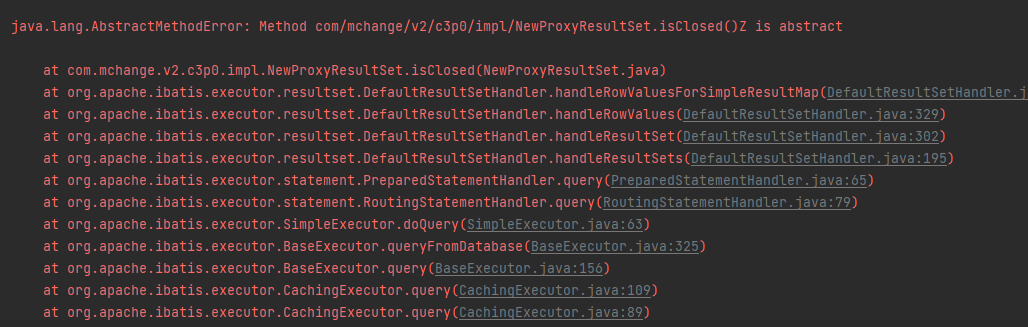 java.lang.AbstractMethodError: Method com/mchange/v2/c3p0/impl/NewProxyResultSet.isClosed()Z is abstract
at com.mchange.v2.c3p0.impl.NewProxyResultSet.isClosed(NewProxyResultSet.java)
at org.apache.ibatis.executor.resultset.DefaultResultSetHandler.handleRowValuesForSimpleResultMap(DefaultResultSetHandler.j
at org.apache.ibatis.executor.resultset.DefaultResultSetHandler.handleRowValues(DefaultResultSetHandler.java:329)
at org.apache.ibatis.executor.resultset.DefaultResultSetHandler.handleResultSet(DefaultResultSetHandler.java:302)
at org.apache.ibatis.executor.resultset.DefaultResultSetHandler.handleResultSets(DefaultResultSetHandler.java:195)
at org.apache.ibatis.executor.statement.PreparedStatementHandler.query(PreparedStatementHandler.java:65)
at org.apache.ibatis.executor.statement.RoutingStatementHandler.query(RoutingStatementHandler.java:79)
at org.apache.ibatis.executor.SimpleExecutor.doQuery(SimpleExecutor.java:63)
at org.apache.ibatis.executor.BaseExecutor.queryFromDatabase(BaseExecutor.java:325)
at org.apache.ibatis.executor.BaseExecutor.query(BaseExecutor.java:156)
at org.apache.ibatis.executor.CachingExecutor.query(CachingExecutor.java:109)
at org.apache.ibatis.executor.CachingExecutor.query(CachingExecutor.java:89)